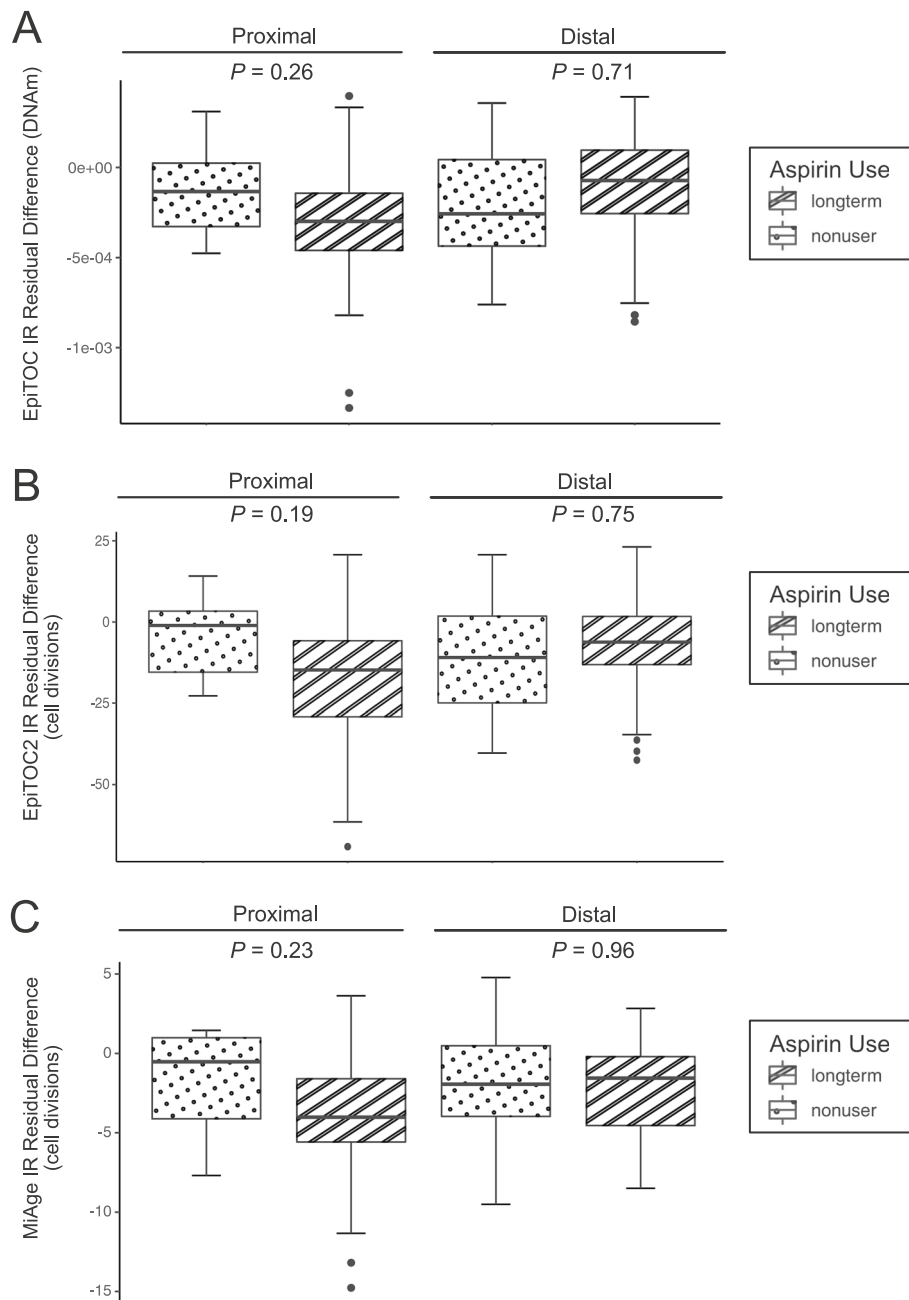 A
Proximal
Distal
P = 0.26
P = 0.71
EpiTOC IR Residual Difference (DNAm)
0e+00
-5e-04
-1e-03
Aspirin Use
longterm
nonuser
B
Proximal
Distal
P = 0.19
P = 0.75
EpiTOC2 IR Residual Difference
(cell divisions)
25
0
-25
-50
Aspirin Use
longterm
nonuser
C
Proximal
Distal
P = 0.23
P = 0.96
MiAge IR Residual Difference
(cell divisions)
5
0
-5
-10
-15
Aspirin Use
longterm
nonuser